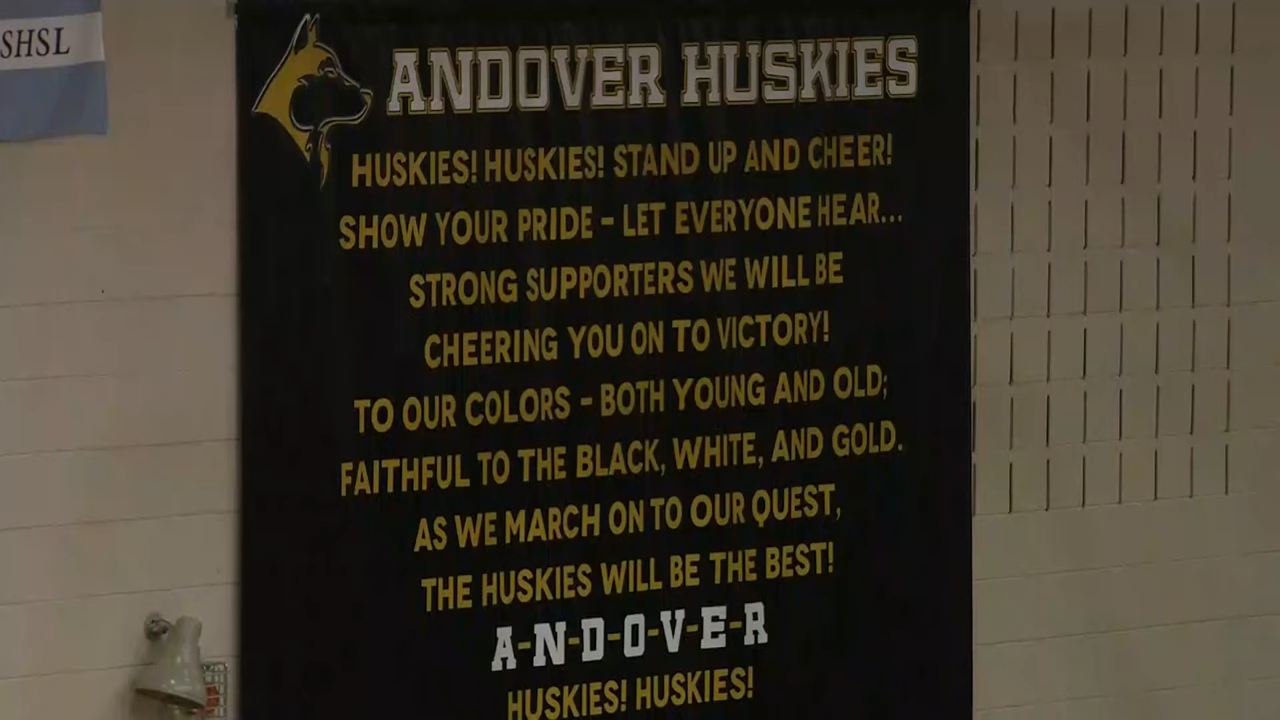 SHSL
ANDOVER HUSKIES
HUSKIES! HUSKIES! STAND UP AND CHEER!
SHOW YOUR PRIDE - LET EVERYONE HEAR...
STRONG SUPPORTERS WE WILL BE
CHEERING YOU ON TO VICTORY!
TO OUR COLORS - BOTH YOUNG AND OLD;
FAITHFUL TO THE BLACK, WHITE, AND GOLD.
AS WE MARCH ON TO OUR QUEST,
THE HUSKIES WILL BE THE BEST!
A-N-D-O-V-E-R
HUSKIES! HUSKIES!